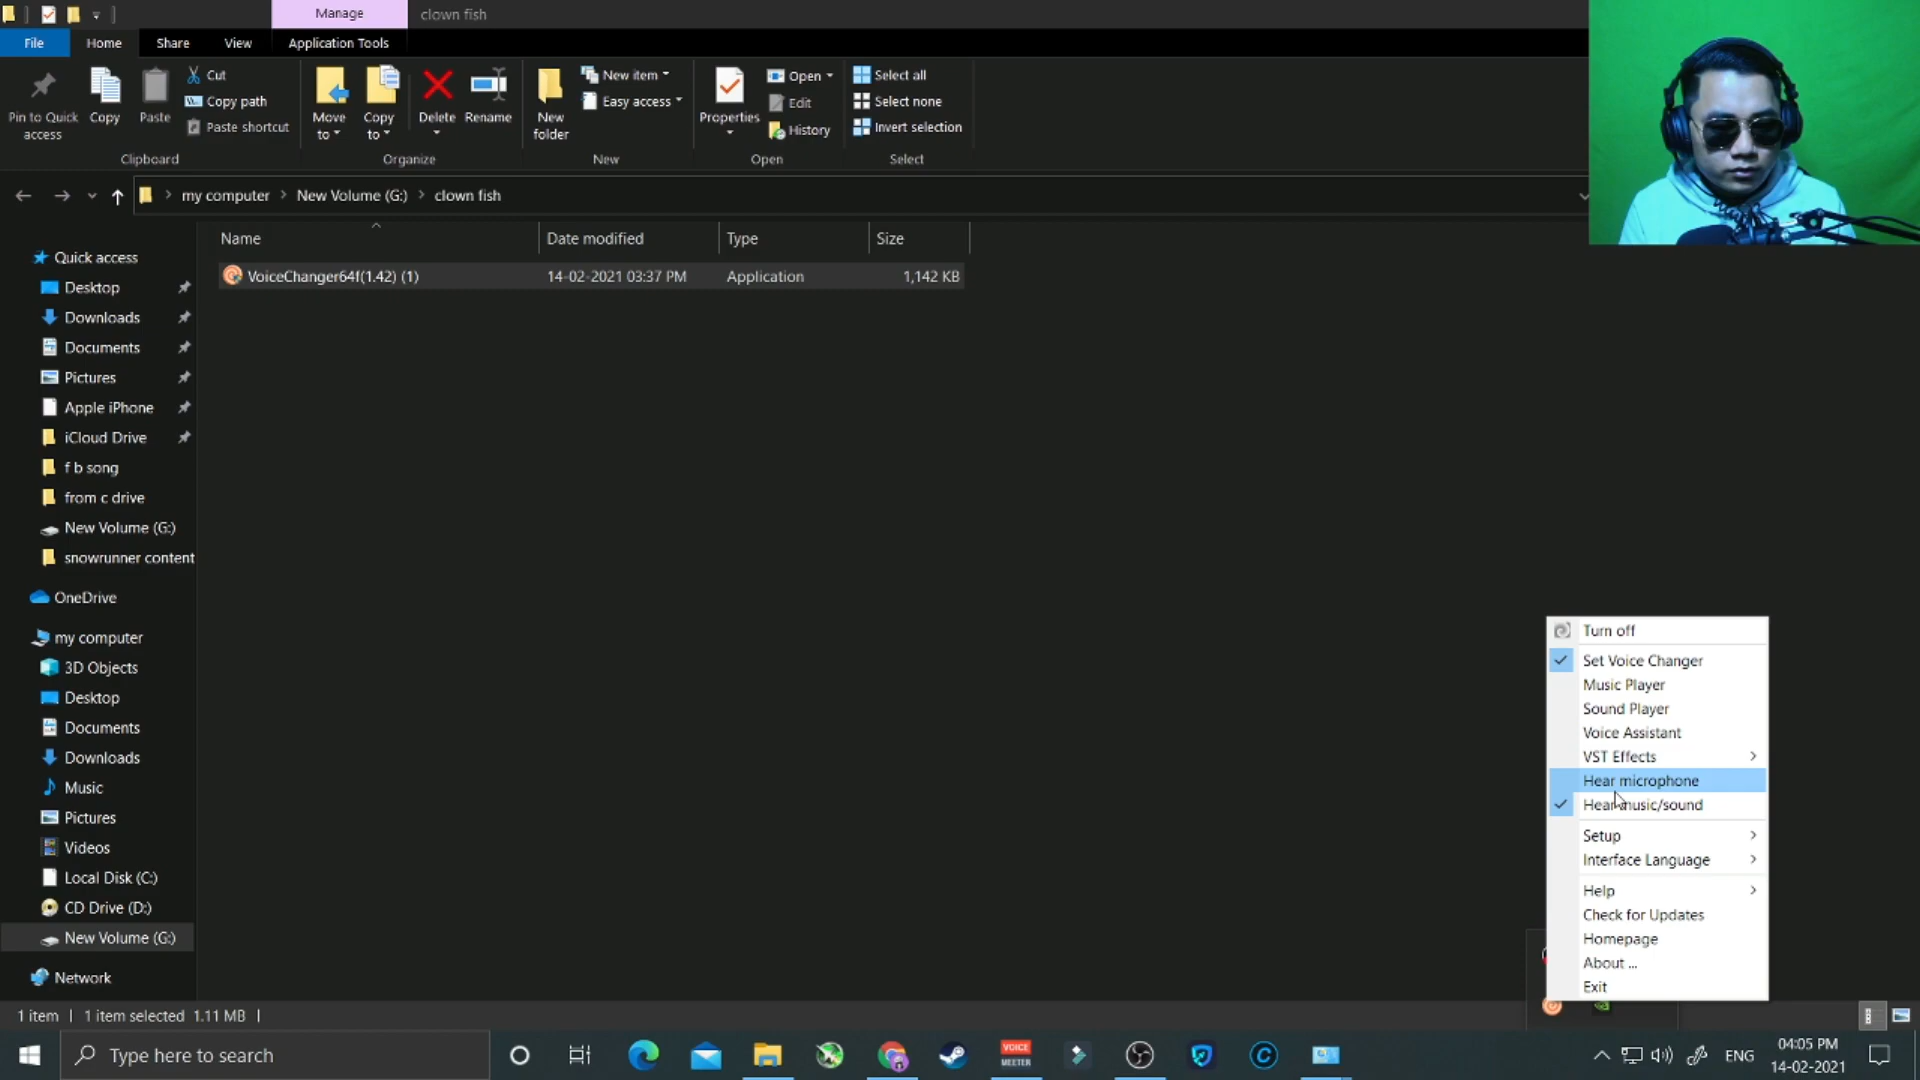 Manage
clown fish
File
Home
Share
View
Application Tools
Pin to Quick access
Copy
Paste
Cut
Copy path
Paste shortcut
Clipboard
Move to
Copy to
Delete
Rename
Organize
New folder
New item
Easy access
New
Properties
Open
Edit
History
Open
Select all
Select none
Invert selection
Select
my computer
New Volume (G:)
clown fish
Name
Date modified
Type
Size
VoiceChanger64f(1.42) (1)
14-02-2021 03:37 PM
Application
1,142 KB
Quick access
Desktop
Downloads
Documents
Pictures
Apple iPhone
iCloud Drive
f b song
from c drive
New Volume (G:)
snowrunner content
OneDrive
my computer
3D Objects
Desktop
Documents
Downloads
Music
Pictures
Videos
Local Disk (C:)
CD Drive (D:)
New Volume (G:)
Network
Turn off
Set Voice Changer
Music Player
Sound Player
Voice Assistant
VST Effects
Hear microphone
Hear music/sound
Setup
Interface Language
Help
Check for Updates
Homepage
About ...
Exit
1 item
1 item selected 1.11 MB
Type here to search
VOICE
MEETER
ENG
04:05 PM
14-02-2021